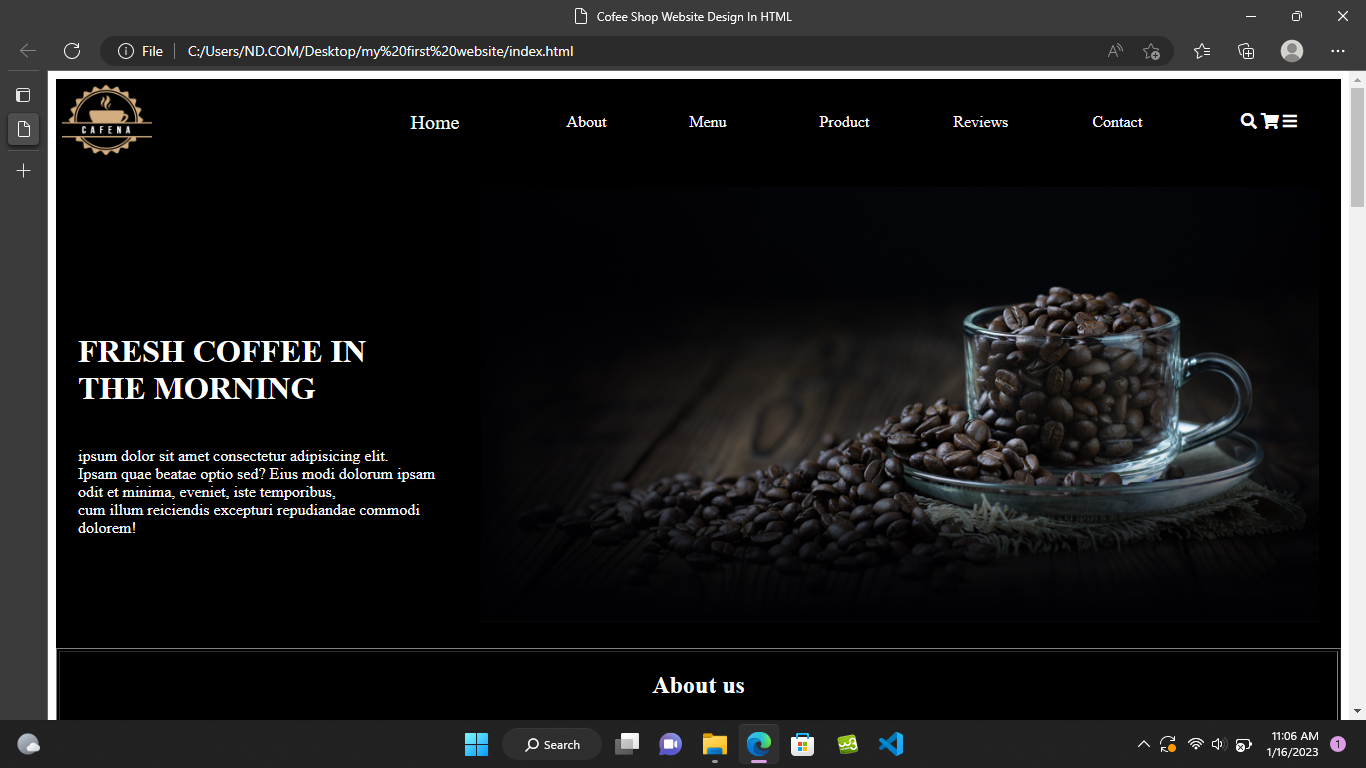 Cofee Shop Website Design In HTML
File C:/Users/ND.COM/Desktop/my%20first%20website/index.html
CAFENA
Home About Menu Product Reviews Contact
FRESH COFFEE IN
THE MORNING
ipsum dolor sit amet consectetur adipisicing elit.
Ipsam quae beatae optio sed? Eius modi dolorum ipsam
odit et minima, eveniet, iste temporibus,
cum illum reiciendis excepturi repudiandae commodi
dolorem!
About us
Search
11:06 AM
1/16/2023
1